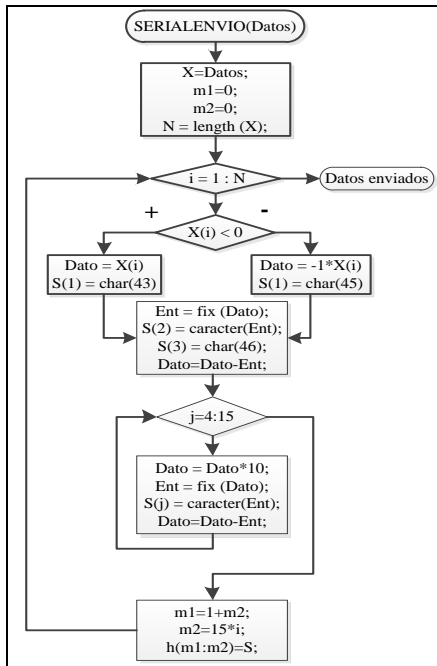 SERIALENVIO(Datos)
X=Datos;
m1=0;
m2=0;
N = length (X);
i = 1 : N
Datos enviados
+
-
X(i) < 0
Dato = X(i)
S(1) = char(43)
Dato = -1*X(i)
S(1) = char(45)
Ent = fix (Dato);
S(2) = caracter(Ent);
S(3) = char(46);
Dato=Dato-Ent;
j=4:15
Dato = Dato*10;
Ent = fix (Dato);
S(j) = caracter(Ent);
Dato=Dato-Ent;
m1=1+m2;
m2=15*i;
h(m1:m2)=S;